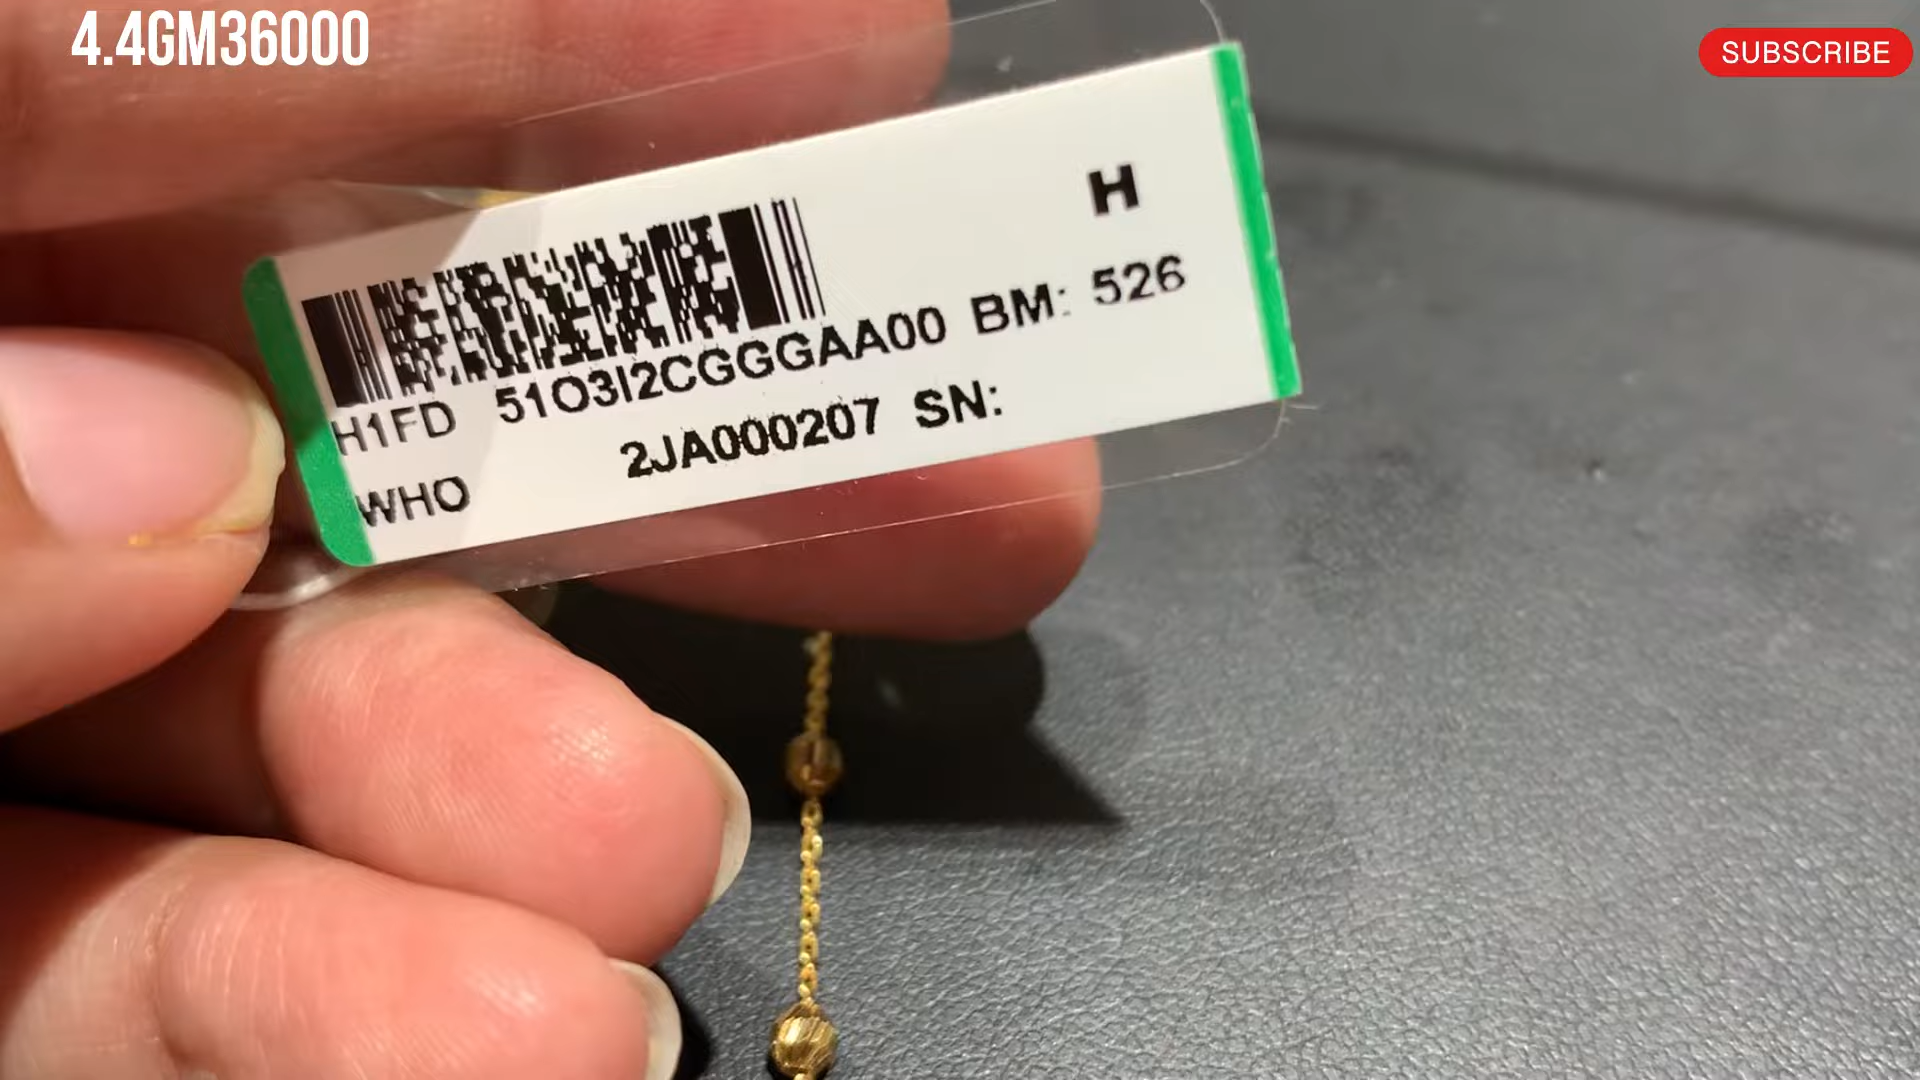 4.4GM36000
SUBSCRIBE
H
H1FD 51O3I2CGGGAA00 BM: 526
WHO 2JA000207 SN: